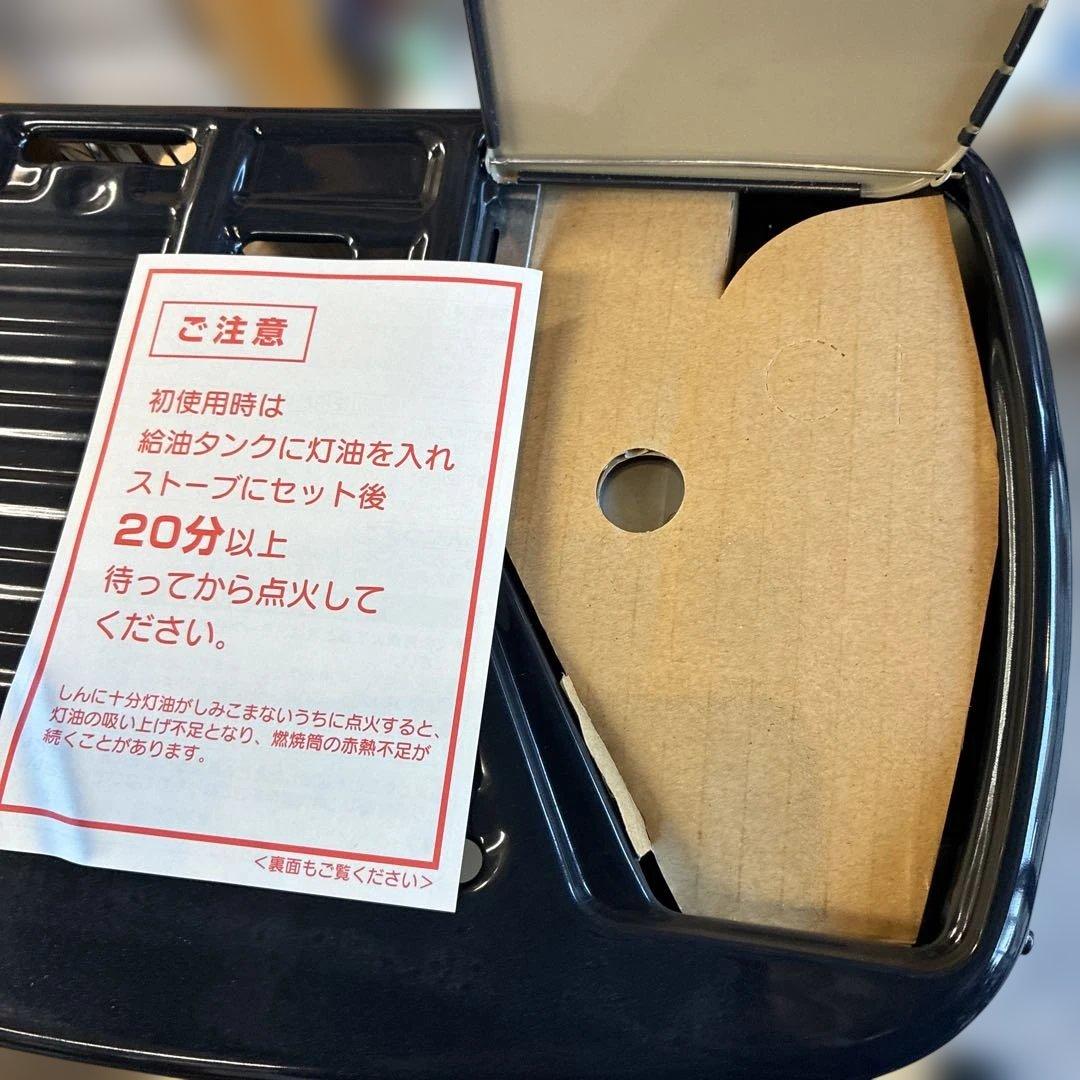 ご注意
初使用時は
給油タンクに灯油を入れ
ストーブにセット後
20分以上
待ってから点火して
ください。
しんに十分灯油がしみこまないうちに点火すると、
灯油の吸い上げ不足となり、燃焼筒の赤熱不足が
続くことがあります。
<裏面もご覧ください>